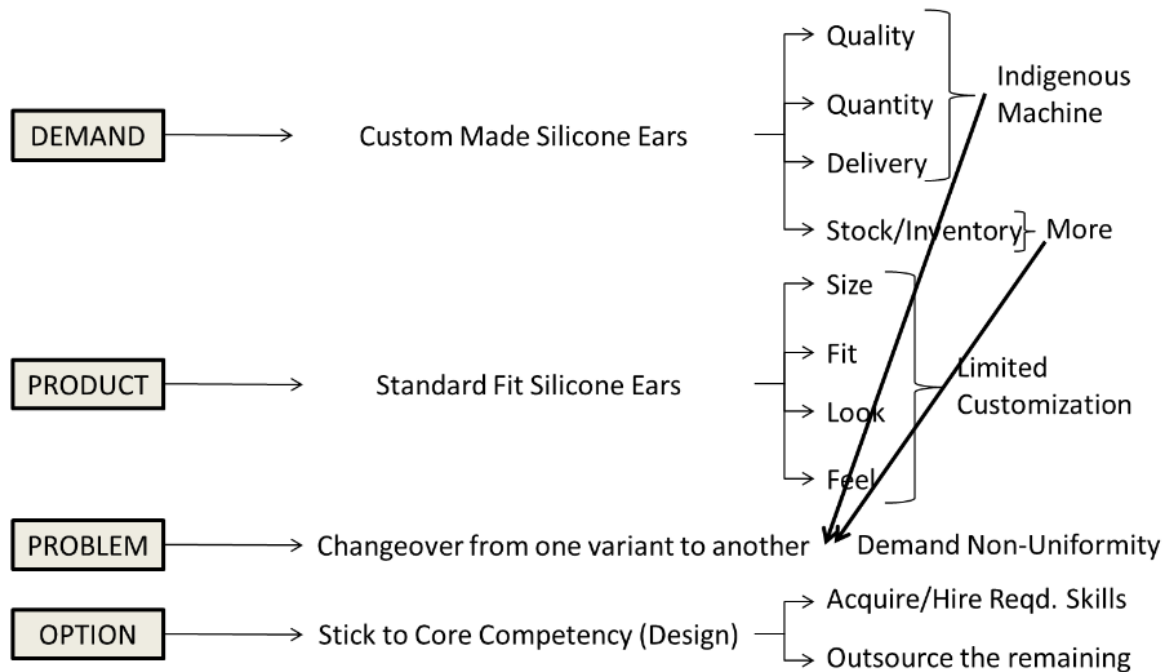 Quality
Quantity
Indigenous
Machine
DEMAND
Custom Made Silicone Ears
Delivery
Stock/Inventory
More
Size
Fit
PRODUCT
Standard Fit Silicone Ears
Limited
Customization
Look
Feel
PROBLEM
Changeover from one variant to another
Demand Non-Uniformity
OPTION
Stick to Core Competency (Design)
Acquire/Hire Reqd. Skills
Outsource the remaining